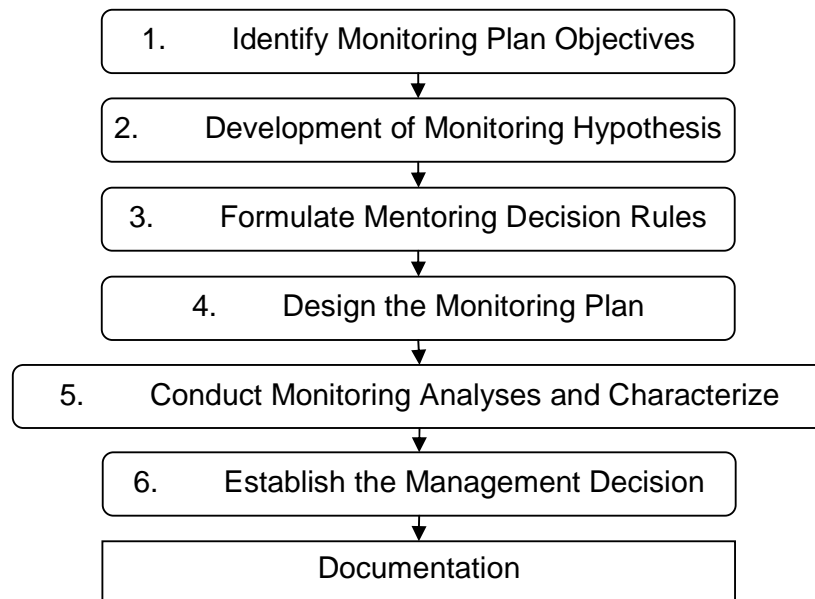 1. Identify Monitoring Plan Objectives
2. Development of Monitoring Hypothesis
3. Formulate Mentoring Decision Rules
4. Design the Monitoring Plan
5. Conduct Monitoring Analyses and Characterize
6. Establish the Management Decision
Documentation